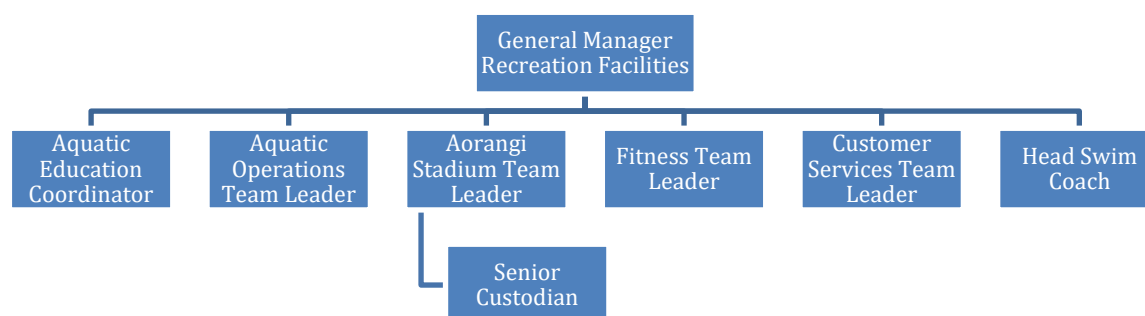 General Manager
Recreation Facilities
Aquatic
Education
Coordinator
Aquatic
Operations
Team Leader
Aorangi
Stadium Team
Leader
Fitness Team
Leader
Customer
Services Team
Leader
Head Swim
Coach
Senior
Custodian